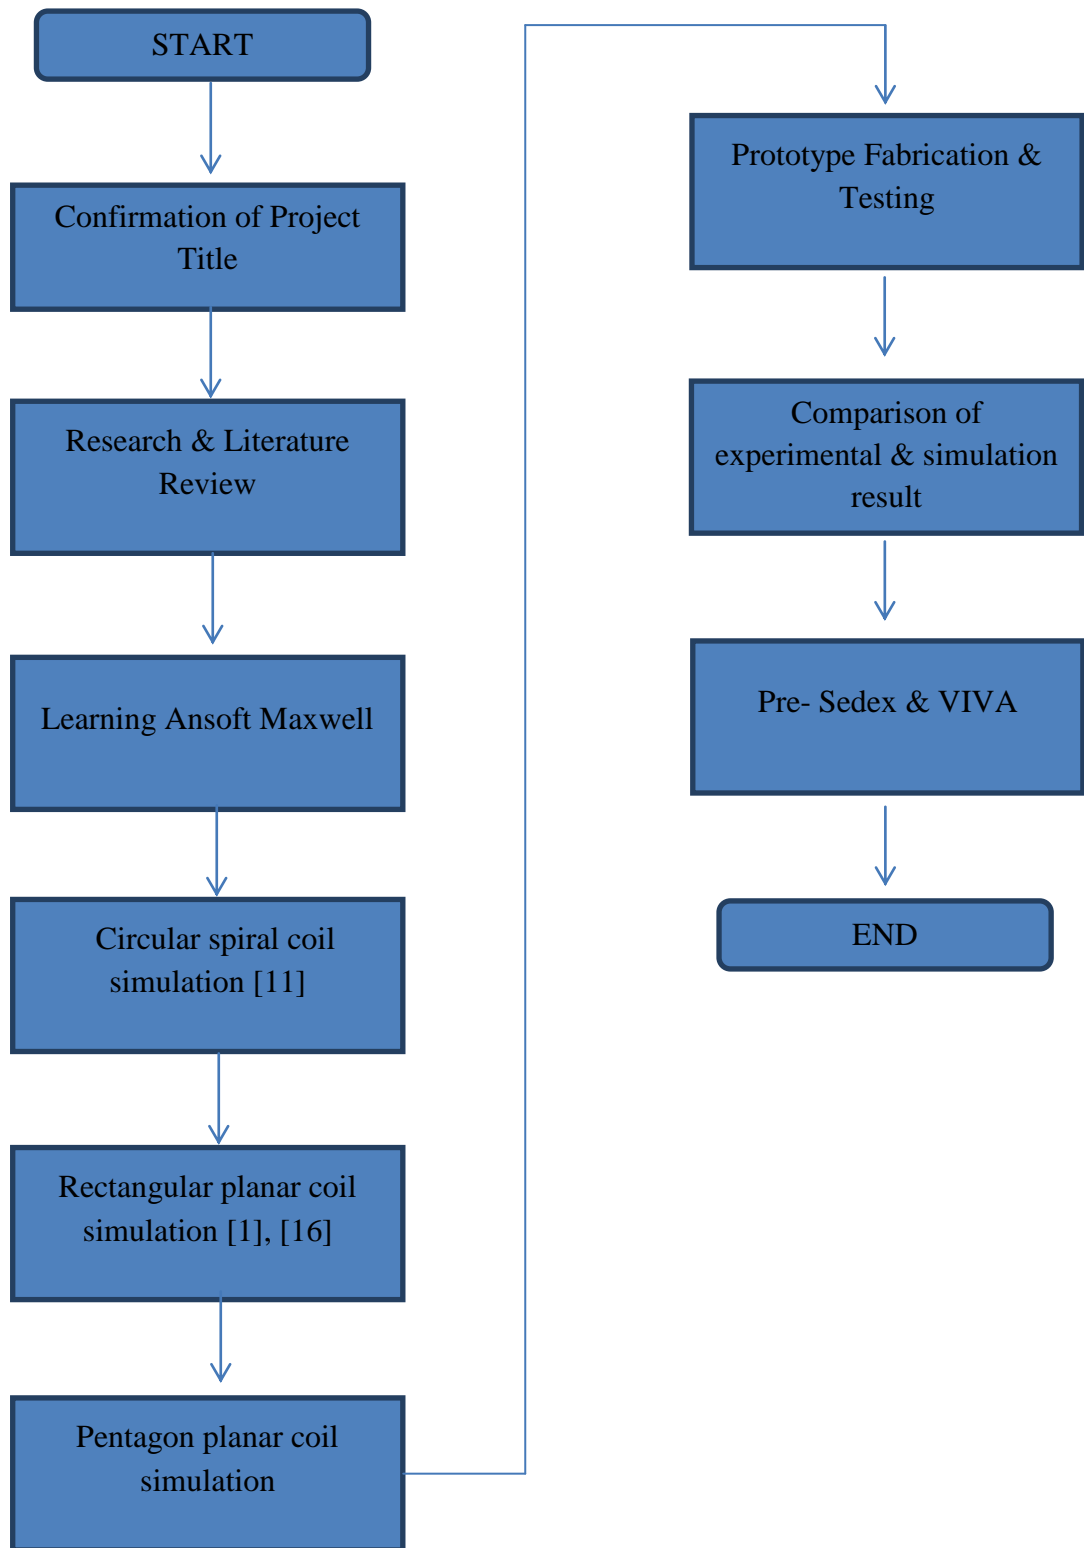 START
Confirmation of Project
Title
Research & Literature
Review
Learning Ansoft Maxwell
Circular spiral coil
simulation [11]
Rectangular planar coil
simulation [1], [16]
Pentagon planar coil
simulation
Prototype Fabrication &
Testing
Comparison of
experimental & simulation
result
Pre- Sedex & VIVA
END